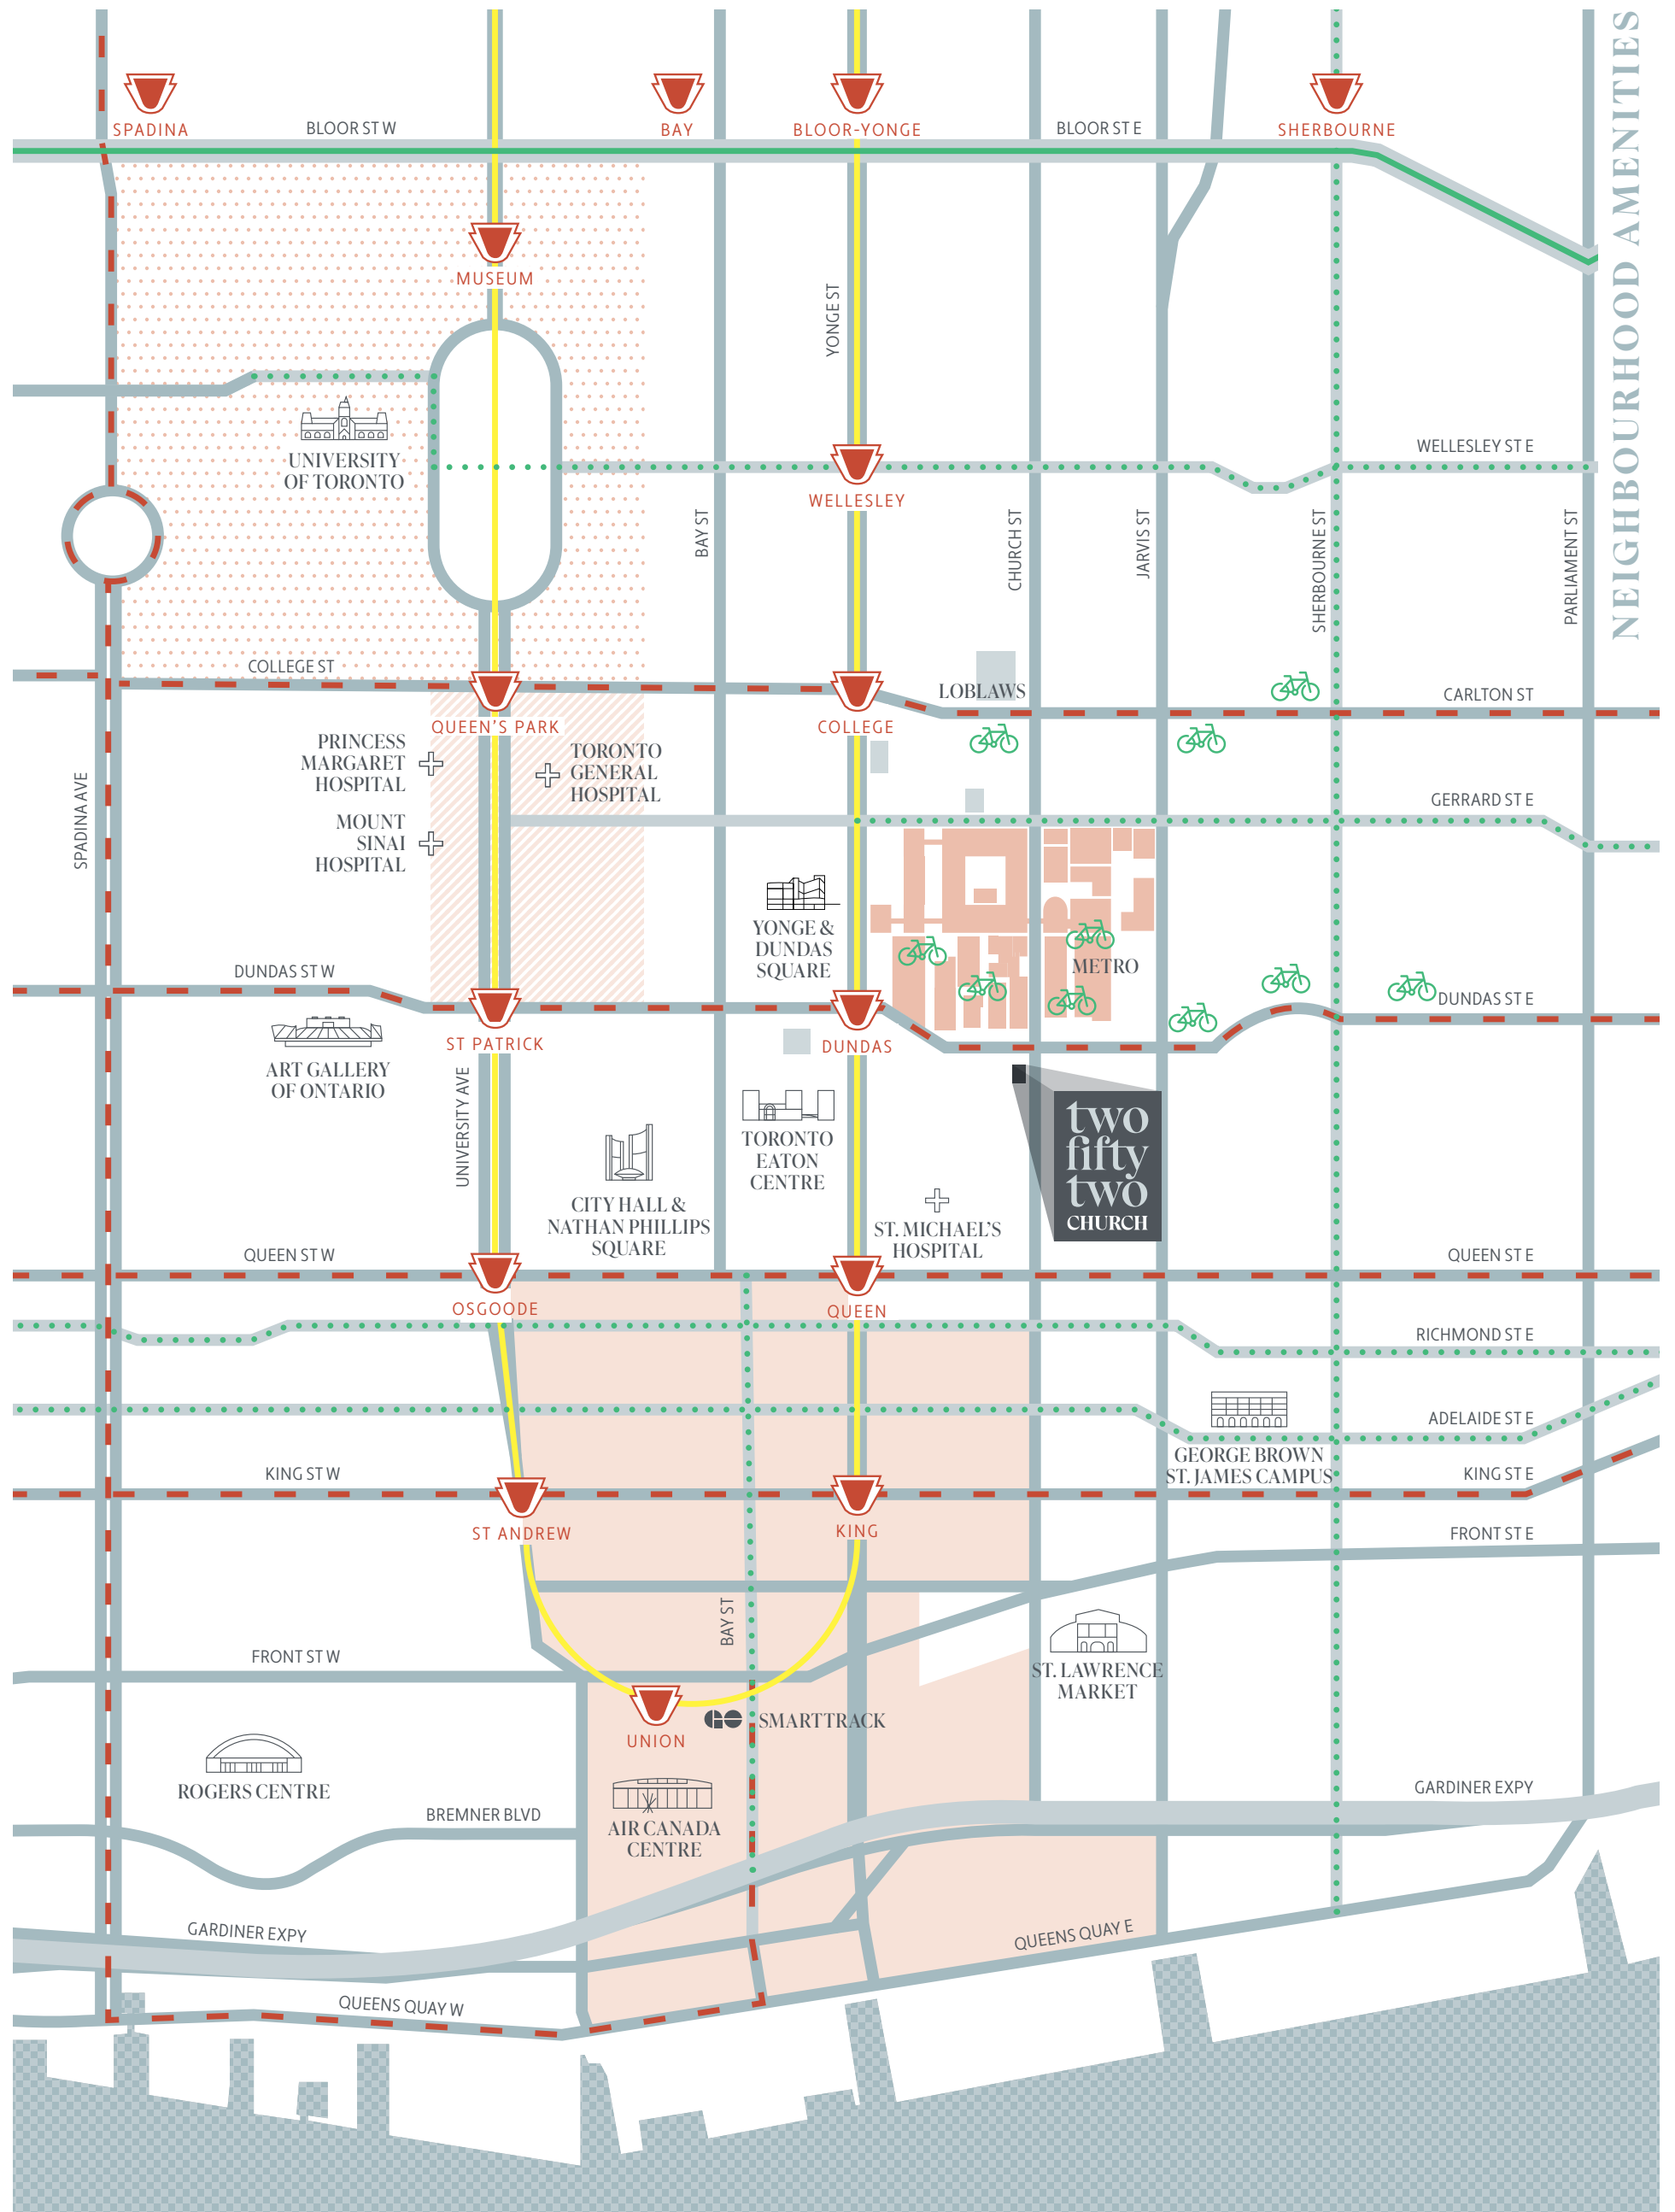 NEIGHBOURHOOD AMENITIES
SPADINA
BLOOR ST W
BAY
BLOOR-YONGE
BLOOR ST E
SHERBOURNE
MUSEUM
YONGE ST
UNIVERSITY
OF TORONTO
WELLESLEY ST E
WELLESLEY
BAY ST
CHURCH ST
JARVIS ST
SHERBOURNE ST
PARLIAMENT ST
COLLEGE ST
LOBLAWS
CARLTON ST
QUEEN'S PARK
COLLEGE
PRINCESS
MARGARET
HOSPITAL
TORONTO
GENERAL
HOSPITAL
SPADINA AVE
MOUNT
SINAI
HOSPITAL
GERRARD ST E
YONGE &
DUNDAS
SQUARE
METRO
DUNDAS ST W
DUNDAS ST E
ST PATRICK
DUNDAS
ART GALLERY
OF ONTARIO
UNIVERSITY AVE
TORONTO
EATON
CENTRE
two
fifty
two
CHURCH
CITY HALL &
NATHAN PHILLIPS
SQUARE
ST. MICHAEL'S
HOSPITAL
QUEEN ST W
QUEEN ST E
OSGOODE
QUEEN
RICHMOND ST E
ADELAIDE ST E
GEORGE BROWN
ST. JAMES CAMPUS
KING ST W
KING ST E
ST ANDREW
KING
FRONT ST E
BAY ST
FRONT ST W
ST. LAWRENCE
MARKET
UNION
GO
SMARTTRACK
ROGERS CENTRE
GARDINER EXPY
BREMNER BLVD
AIR CANADA
CENTRE
GARDINER EXPY
QUEENS QUAY E
QUEENS QUAY W